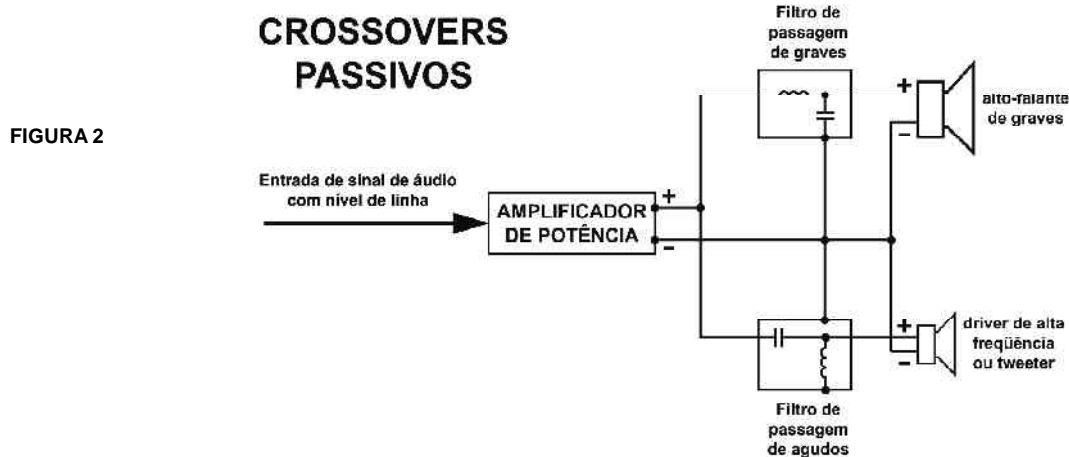 CROSSOVERS
PASSIVOS
FIGURA 2
Filtro de
passagem
de graves
+
−
alto-falante
de graves
Entrada de sinal de áudio
com nível de linha
AMPLIFICADOR
DE POTÊNCIA
+
−
+
−
driver de alta
freqüência
ou tweeter
Filtro de
passagem
de agudos